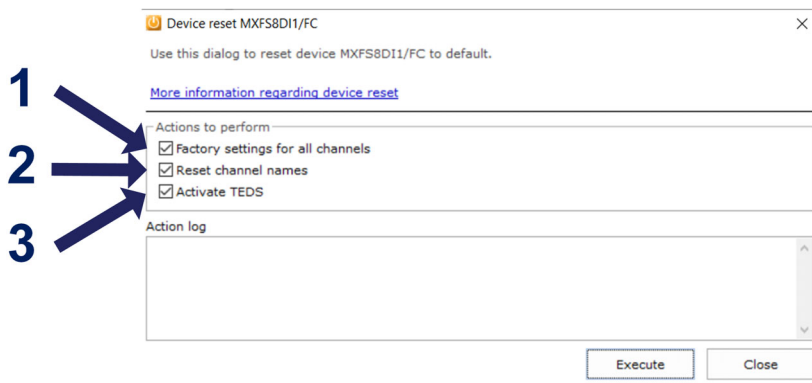 Device reset MXFS8DI1/FC
Use this dialog to reset device MXFS8DI1/FC to default.
More information regarding device reset
Actions to perform
1
Factory settings for all channels
2
Reset channel names
3
Activate TEDS
Action log
Execute
Close